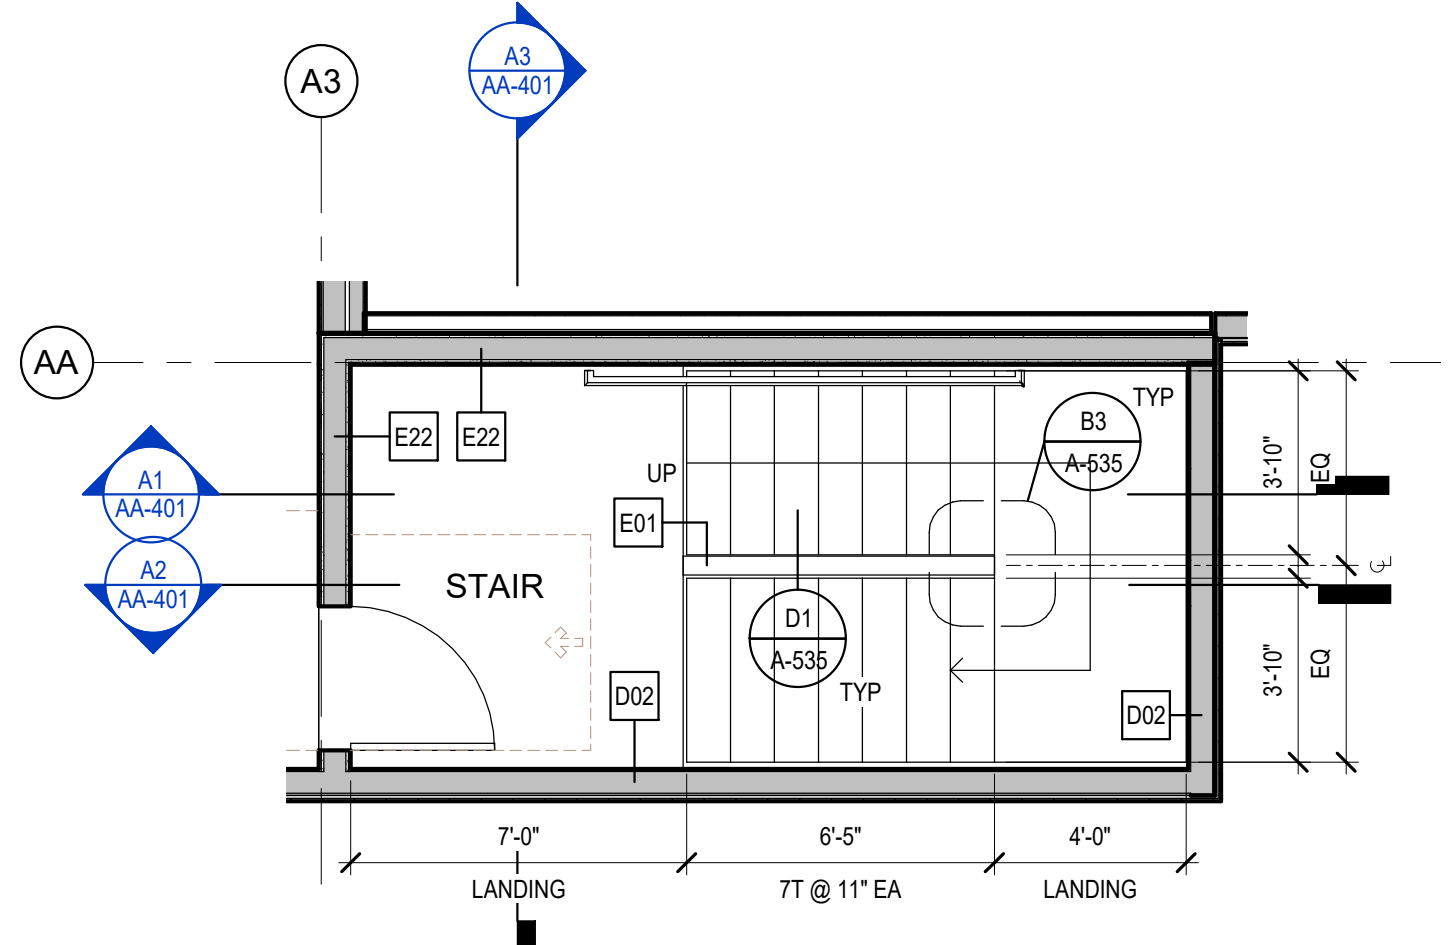 A3
A3
AA-401
AA
TYP
B3
A-535
E22
E22
3'-10"
EQ
UP
A1
AA-401
E01
A2
AA-401
STAIR
CL
D1
A-535
3'-10"
EQ
TYP
D02
D02
7'-0"
6'-5"
4'-0"
LANDING
7T @ 11" EA
LANDING